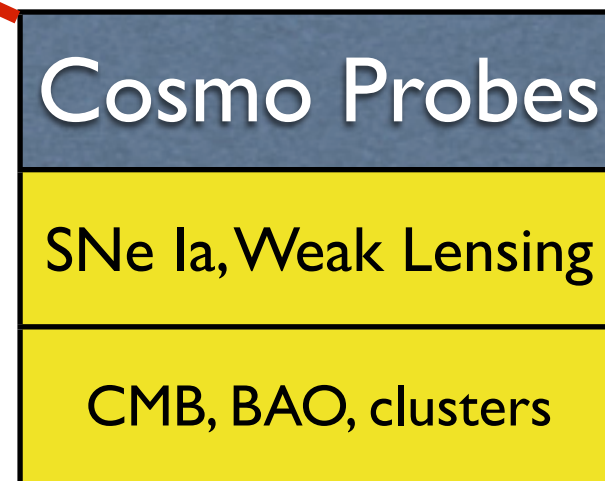 Cosmo Probes
SNe Ia, Weak Lensing
CMB, BAO, clusters